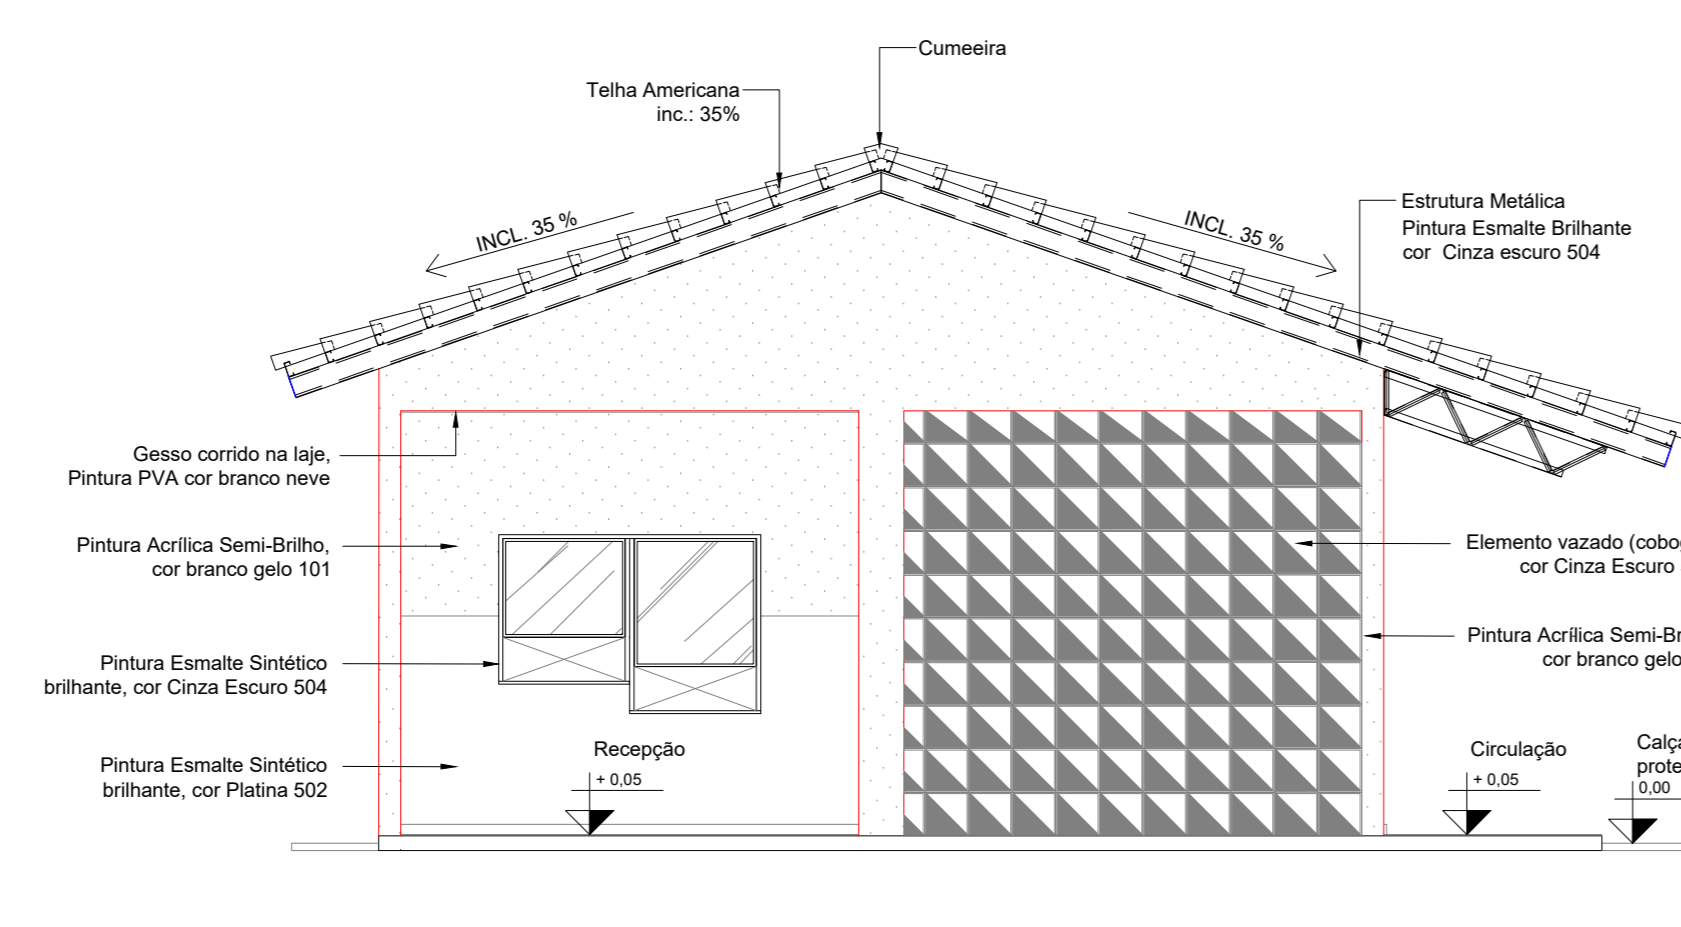 Cumeeira
Telha Americana
inc.: 35%
INCL. 35 %
INCL. 35 %
Estrutura Metálica
Pintura Esmalte Brilhante
cor Cinza escuro 504
Gesso corrido na laje,
Pintura PVA cor branco neve
Pintura Acrílica Semi-Brilho,
cor branco gelo 101
Pintura Esmalte Sintético
brilhante, cor Cinza Escuro 504
Pintura Esmalte Sintético
brilhante, cor Platina 502
Recepção
+ 0,05
Elemento vazado
cor Cinza Escuro
Pintura Acrílica
cor branco gelo
Circulação
+ 0,05
0,00